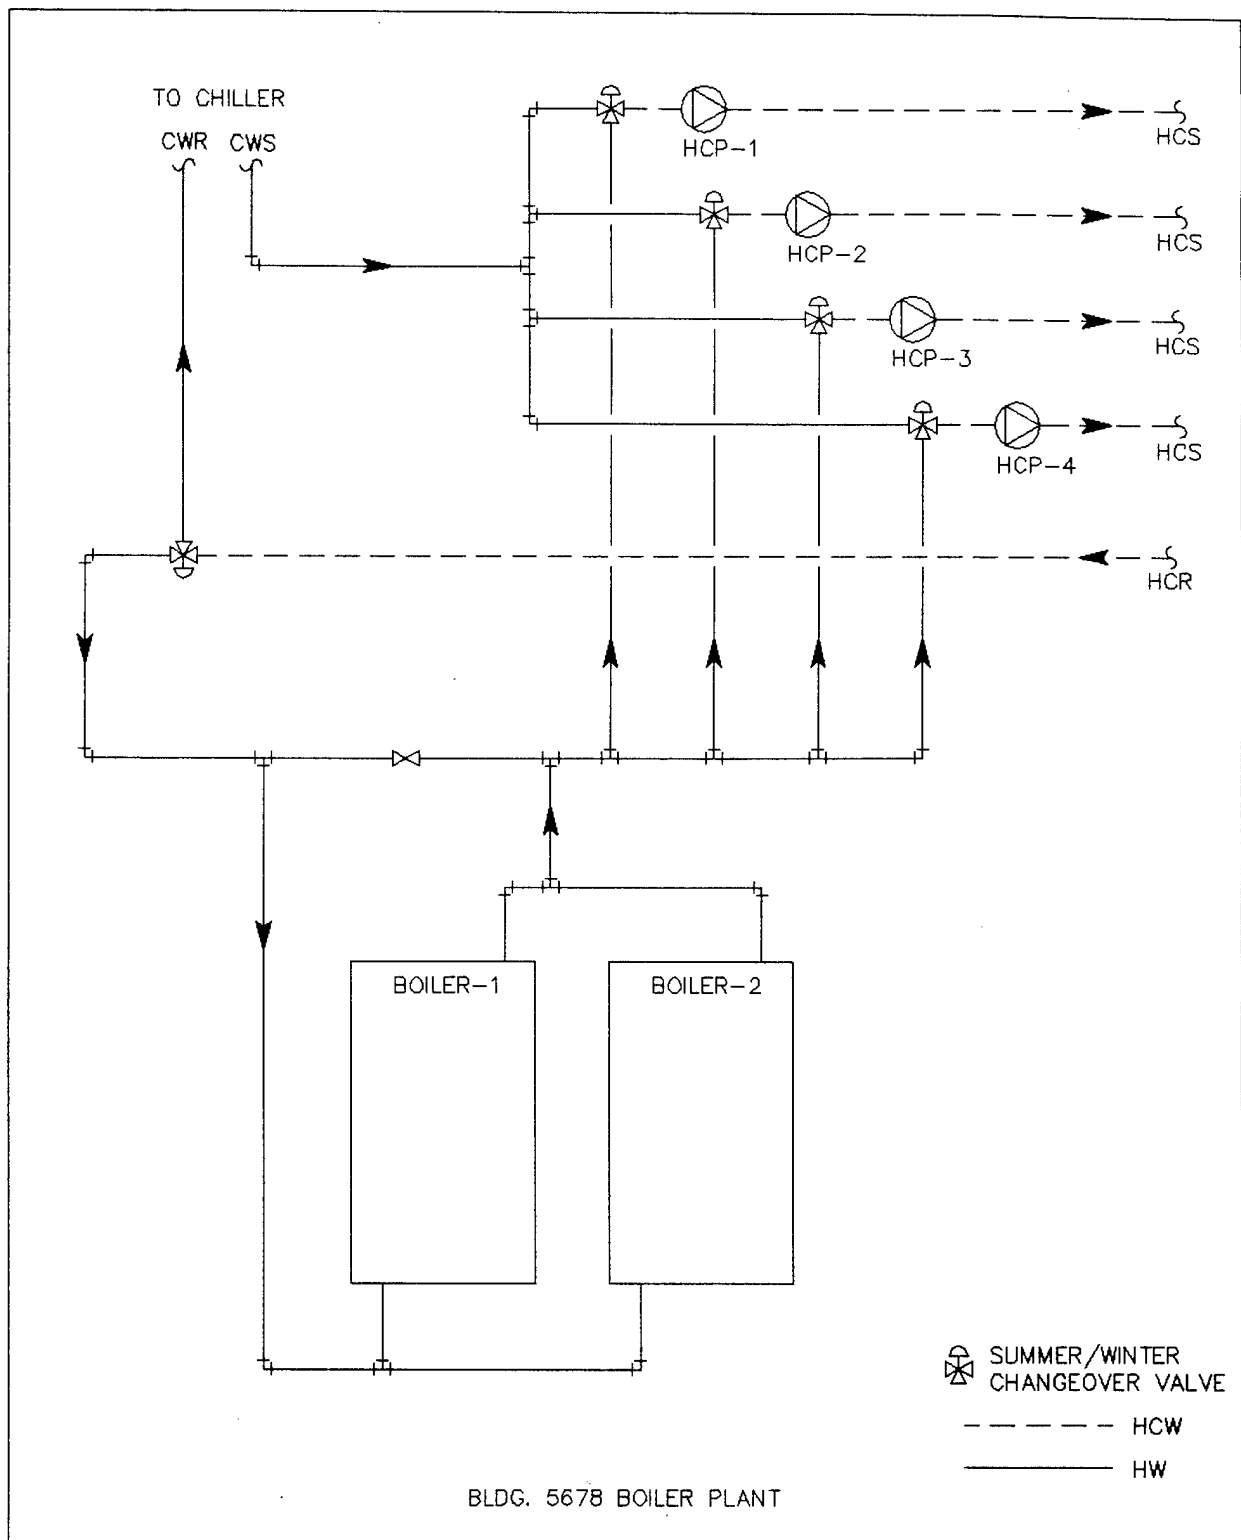 TO CHILLER
CWR CWS
HCP-1
HCS
HCP-2
HCS
HCP-3
HCS
HCP-4
HCS
HCR
BOILER-1
BOILER-2
SUMMER/WINTER
CHANGEOVER VALVE
HCW
HW
BLDG. 5678 BOILER PLANT